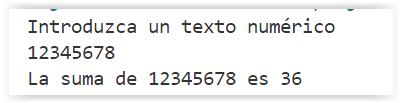 Introduzca un texto numérico
12345678
La suma de 12345678 es 36